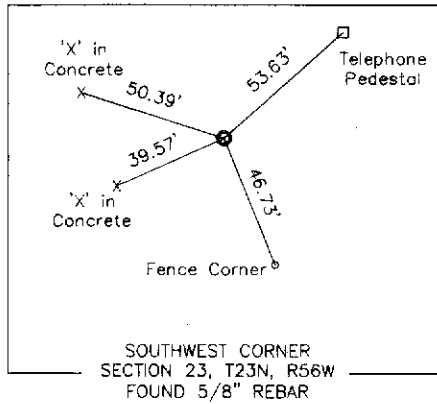 'X' in
Concrete
50.39'
53.63'
Telephone
Pedestal
39.57'
'X' in
Concrete
46.73'
Fence Corner
SOUTHWEST CORNER
SECTION 23, T23N, R56W
FOUND 5/8" REBAR